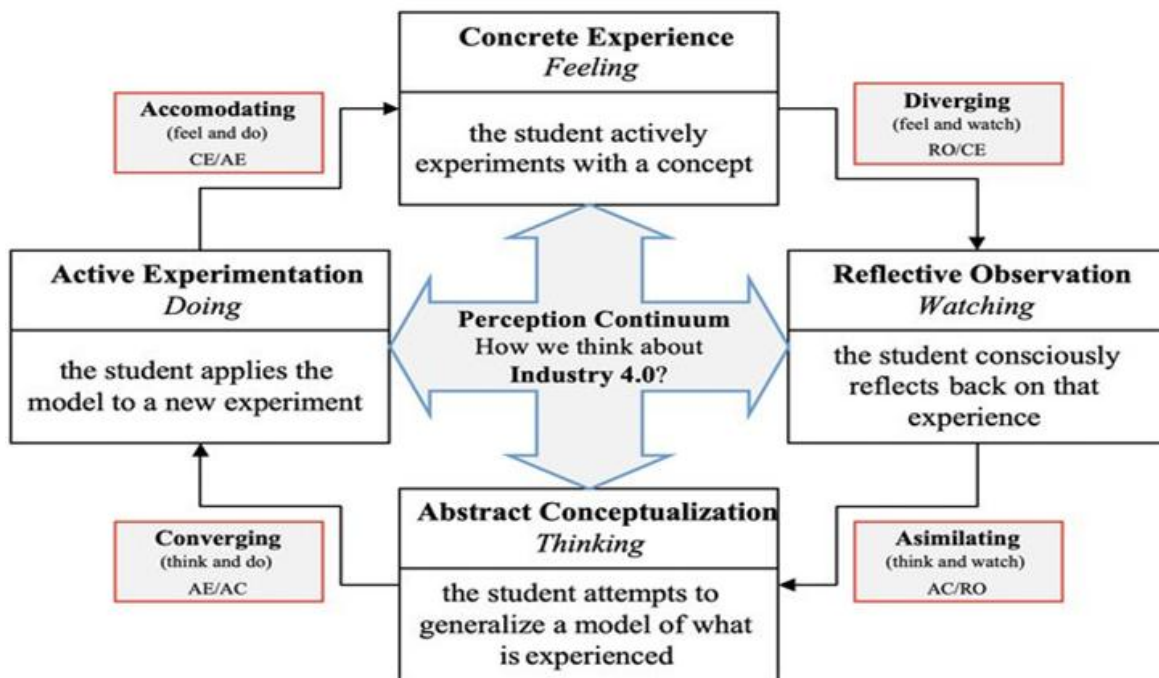 Concrete Experience
Feeling
the student actively
experiments with a concept
Accomodating
(feel and do)
CE/AE
Diverging
(feel and watch)
RO/CE
Active Experimentation
Doing
the student applies the
model to a new experiment
Perception Continuum
How we think about
Industry 4.0?
Reflective Observation
Watching
the student consciously
reflects back on that
experience
Converging
(think and do)
AE/AC
Abstract Conceptualization
Thinking
the student attempts to
generalize a model of what
is experienced
Asimilating
(think and watch)
AC/RO